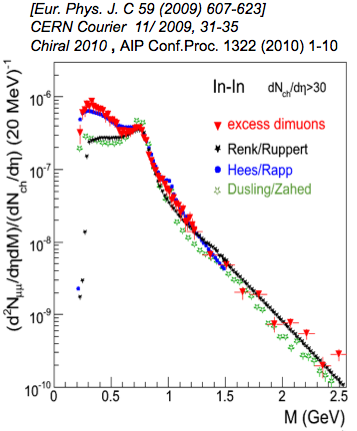 [Eur. Phys. J. C 59 (2009) 607-623]
CERN Courier 11/ 2009, 31-35
Chiral 2010 , AIP Conf.Proc. 1322 (2010) 1-10
In-In dNch/dη>30
excess dimuons
Renk/Ruppert
Hees/Rapp
Dusling/Zahed
(d²Nμμ/dηdM)/(dNch/dη) (20 MeV)⁻¹
10⁻⁶
10⁻⁷
10⁻⁸
10⁻⁹
10⁻¹⁰
0 0.5 1 1.5 2 2.5
M (GeV)